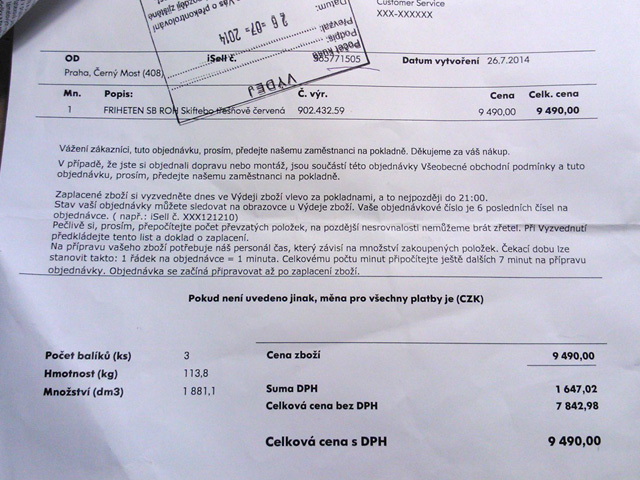 Customer Service
XXX-XXXXXX
Vás o překontrolování
později zjištěné
Datum:
26 -07- 2014
Převzal:
Podpis:
Počet kusů
VÝDEJ
OD iSell č. 985771505 Datum vytvoření 26.7.2014
Praha, Černý Most (408)
Mn. Popis: Č. výr. Cena Celk. cena
1 FRIHETEN SB ROH Skiftebo třešňově červená 902.432.59 9 490,00 9 490,00
Vážení zákazníci, tuto objednávku, prosím, předejte našemu zaměstnanci na pokladně. Děkujeme za váš nákup.
V případě, že jste si objednali dopravu nebo montáž, jsou součástí této objednávky Všeobecné obchodní podmínky a tuto
objednávku, prosím, předejte našemu zaměstnanci na pokladně.
Zaplacené zboží si vyzvedněte dnes ve Výdeji zboží vlevo za pokladnami, a to nejpozději do 21:00.
Stav vaší objednávky můžete sledovat na obrazovce u Výdeje zboží. Vaše objednávkové číslo je 6 posledních čísel na
objednávce. ( např.: iSell č. XXX121210)
Pečlivě si, prosím, přepočítejte počet převzatých položek, na pozdější nesrovnalosti nemůžeme brát zřetel. Při Vyzvednutí
předkládejte tento list a doklad o zaplacení.
Na přípravu vašeho zboží potřebuje náš personál čas, který závisí na množství zakoupených položek. Čekací dobu lze
stanovit takto: 1 řádek na objednávce = 1 minuta. Celkovému počtu minut připočítejte ještě dalších 7 minut na přípravu
objednávky. Objednávka se začíná připravovat až po zaplacení zboží.
Pokud není uvedeno jinak, měna pro všechny platby je (CZK)
Počet balíků (ks) 3 Cena zboží 9 490,00
Hmotnost (kg) 113,8
Množství (dm3) 1 881,1 Suma DPH 1 647,02
Celková cena bez DPH 7 842,98
Celková cena s DPH 9 490,00